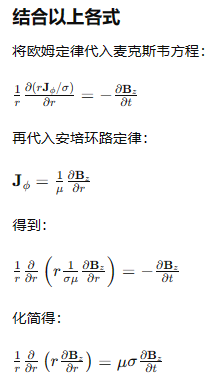 结合以上各式
将欧姆定律代入麦克斯韦方程：
$\frac{1}{r}\frac{\partial(r\mathbf{J}_\phi/\sigma)}{\partial r} = -\frac{\partial \mathbf{B}_z}{\partial t}$
再代入安培环路定律：
$\mathbf{J}_\phi = \frac{1}{\mu}\frac{\partial \mathbf{B}_z}{\partial r}$
得到：
$\frac{1}{r}\frac{\partial}{\partial r}\left(r\frac{1}{\sigma\mu}\frac{\partial \mathbf{B}_z}{\partial r}\right) = -\frac{\partial \mathbf{B}_z}{\partial t}$
化简得：
$\frac{1}{r}\frac{\partial}{\partial r}\left(r\frac{\partial \mathbf{B}_z}{\partial r}\right) = \mu\sigma\frac{\partial \mathbf{B}_z}{\partial t}$